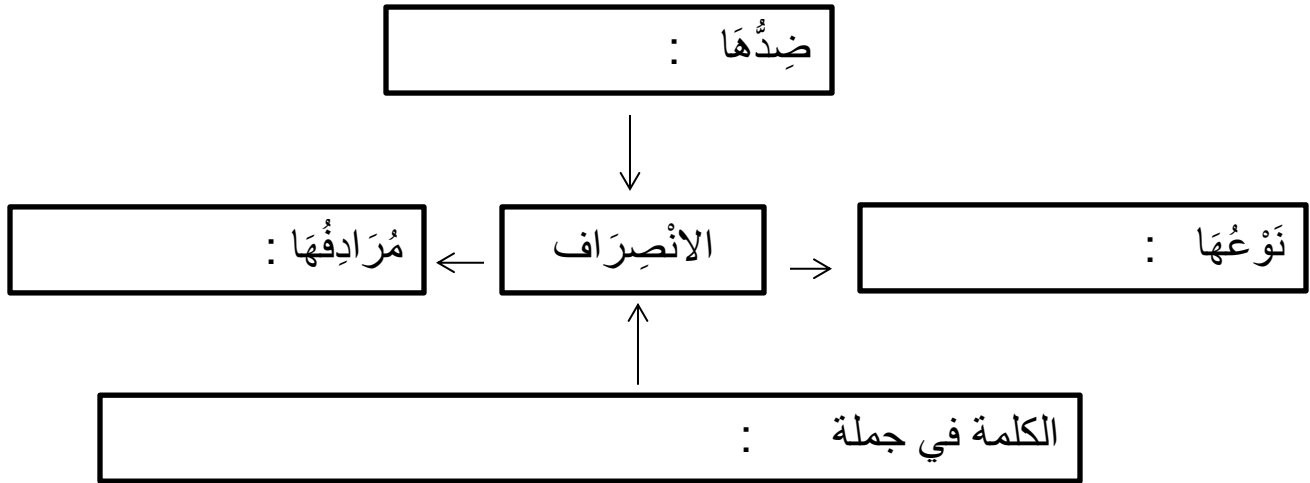 ضِدُّهَا :
نَوْعُهَا :
الانْصِرَاف
مُرَادِفُهَا :
الكلمة في جملة :